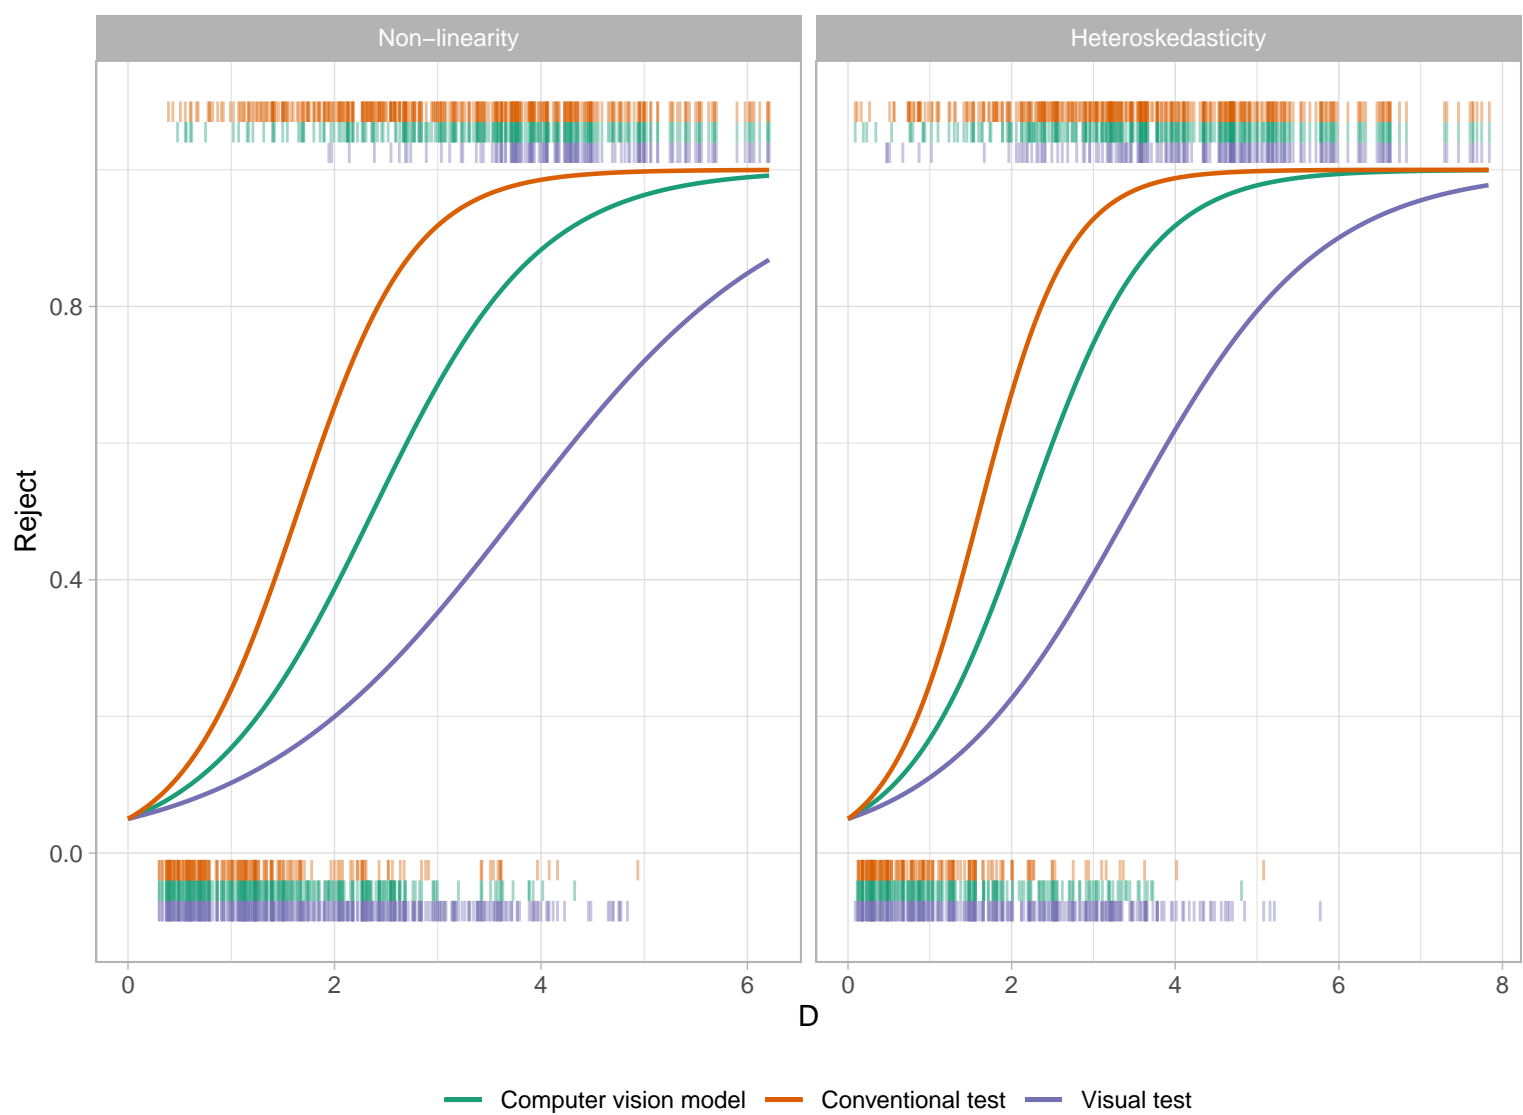 Non−linearity
Heteroskedasticity
Reject
0.8
0.4
0.0
0 2 4 6
0 2 4 6 8
D
Computer vision model Conventional test Visual test